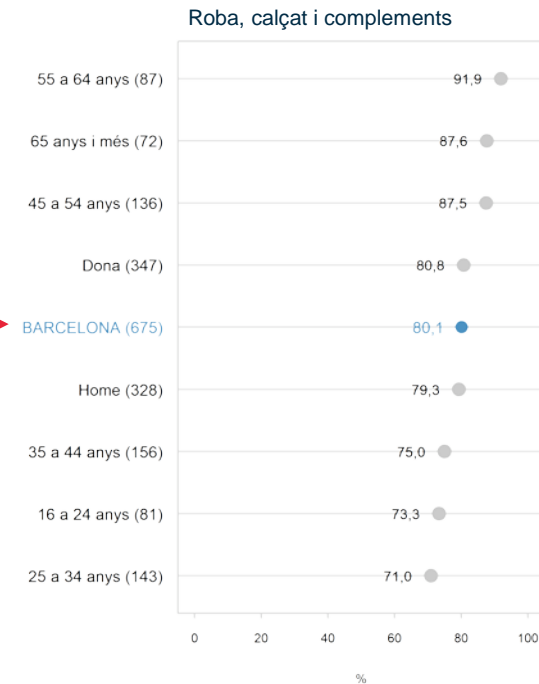 Roba, calçat i complements
55 a 64 anys (87) 91,9
65 anys i més (72) 87,6
45 a 54 anys (136) 87,5
Dona (347) 80,8
BARCELONA (675) 80,1
Home (328) 79,3
35 a 44 anys (156) 75,0
16 a 24 anys (81) 73,3
25 a 34 anys (143) 71,0
0 20 40 60 80 100
%